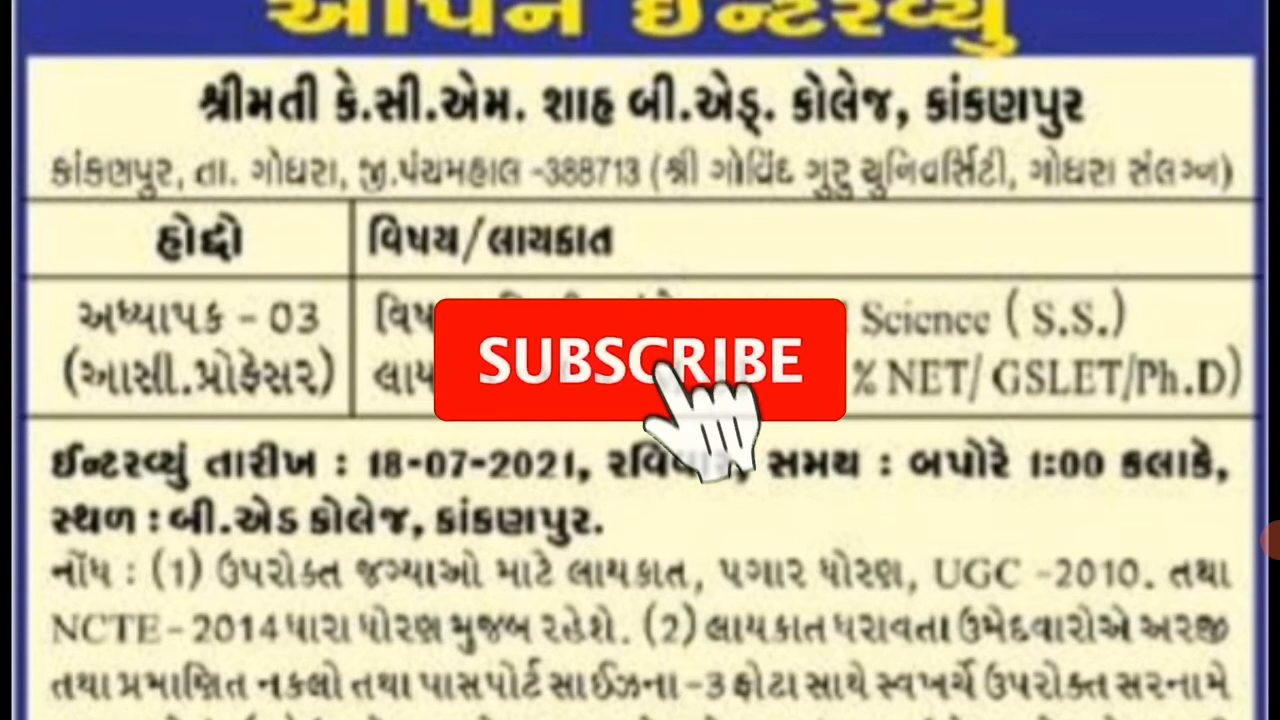 ઓપન ઈન્ટરવ્યું
શ્રીમતી કે.સી.એમ. શાહ બી.એડ્. કોલેજ, કાંકણપુર
કાંકણપુર, તા. ગોધરા, જી.પંચમહાલ -388713 (શ્રી ગોવિંદ ગુરુ યુનિવર્સિટી, ગોધરા સંલગ્ન)
હોદ્દો
વિષય/લાયકાત
અધ્યાપક - 03
(આસી.પ્રોફેસર)
Science ( S.S.)
% NET/ GSLET/Ph.D)
SUBSCRIBE
ઈન્ટરવ્યું તારીખ : 18-07-2021, રવિવાર, સમય : બપોરે 1:00 કલાકે,
સ્થળ : બી.એડ કોલેજ, કાંકણપુર.
નોંધ : (1) ઉપરોક્ત જગ્યાઓ માટે લાયકાત, પગાર ધોરણ, UGC -2010. તથા
NCTE - 2014 ધારા ધોરણ મુજબ રહેશે. (2) લાયકાત ધરાવતા ઉમેદવારોએ અરજી
તથા પ્રમાણિત નકલો તથા પાસપોર્ટ સાઈઝના -3 ફોટા સાથે સ્વખર્ચે ઉપરોક્ત સરનામે